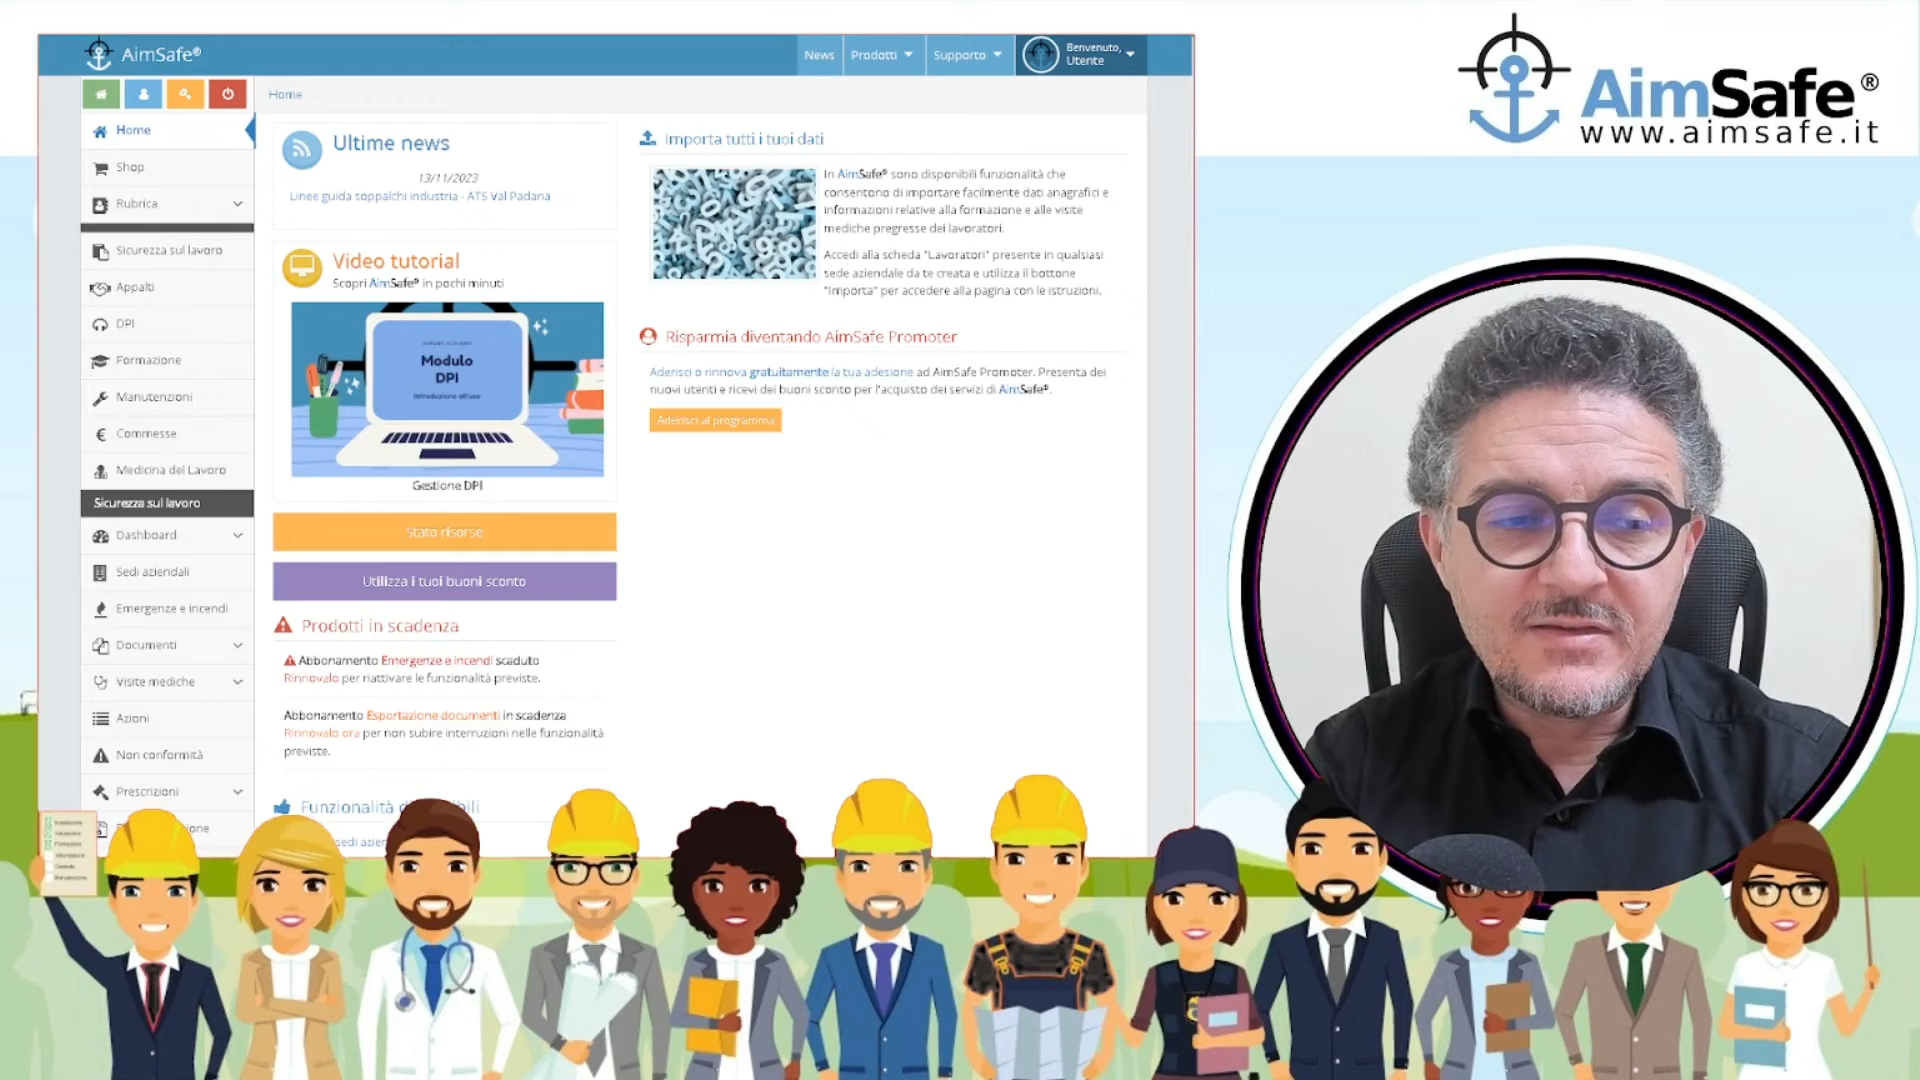 AimSafe®
News
Prodotti
Supporto
Benvenuto,
Utente
AimSafe®
www.aimsafe.it
Home
Home
Shop
Rubrica
Sicurezza sul lavoro
Appalti
DPI
Formazione
Manutenzioni
Commesse
Medicina del Lavoro
Sicurezza sul lavoro
Dashboard
Sedi aziendali
Emergenze e incendi
Documenti
Visite mediche
Azioni
Non conformità
Prescrizioni
Ultime news
13/11/2023
Linee guida soppalchi industria - ATS Val Padana
Video tutorial
Scopri AimSafe® in pochi minuti
Modulo
DPI
Introduzione all'uso
Gestione DPI
Stato risorse
Utilizza i tuoi buoni sconto
Prodotti in scadenza
Abbonamento Emergenze e incendi scaduto
Rinnovalo per riattivare le funzionalità previste.
Abbonamento Esportazione documenti in scadenza
Rinnovalo ora per non subire interruzioni nelle funzionalità
previste.
Funzionalità
Importa tutti i tuoi dati
In AimSafe® sono disponibili funzionalità che
consentono di importare facilmente dati anagrafici e
informazioni relative alla formazione e alle visite
mediche pregresse dei lavoratori.
Accedi alla scheda "Lavoratori" presente in qualsiasi
sede aziendale da te creata e utilizza il bottone
"Importa" per accedere alla pagina con le istruzioni.
Risparmia diventando AimSafe Promoter
Aderisci o rinnova gratuitamente la tua adesione ad AimSafe Promoter. Presenta dei
nuovi utenti e ricevi dei buoni sconto per l'acquisto dei servizi di AimSafe®.
Aderisci al programma